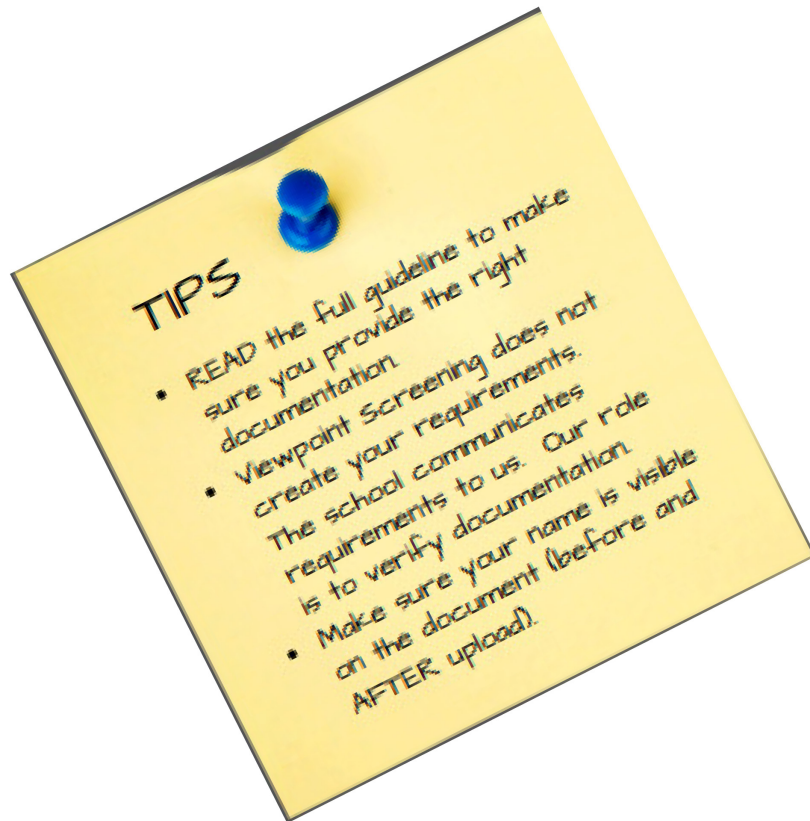 TIPS
• READ the full guideline to make
sure you provide the right
documentation.
• Viewpoint Screening does not
create your requirements.
The school communicates
requirements to us. Our role
is to verify documentation.
• Make sure your name is visible
on the document (before and
AFTER upload).